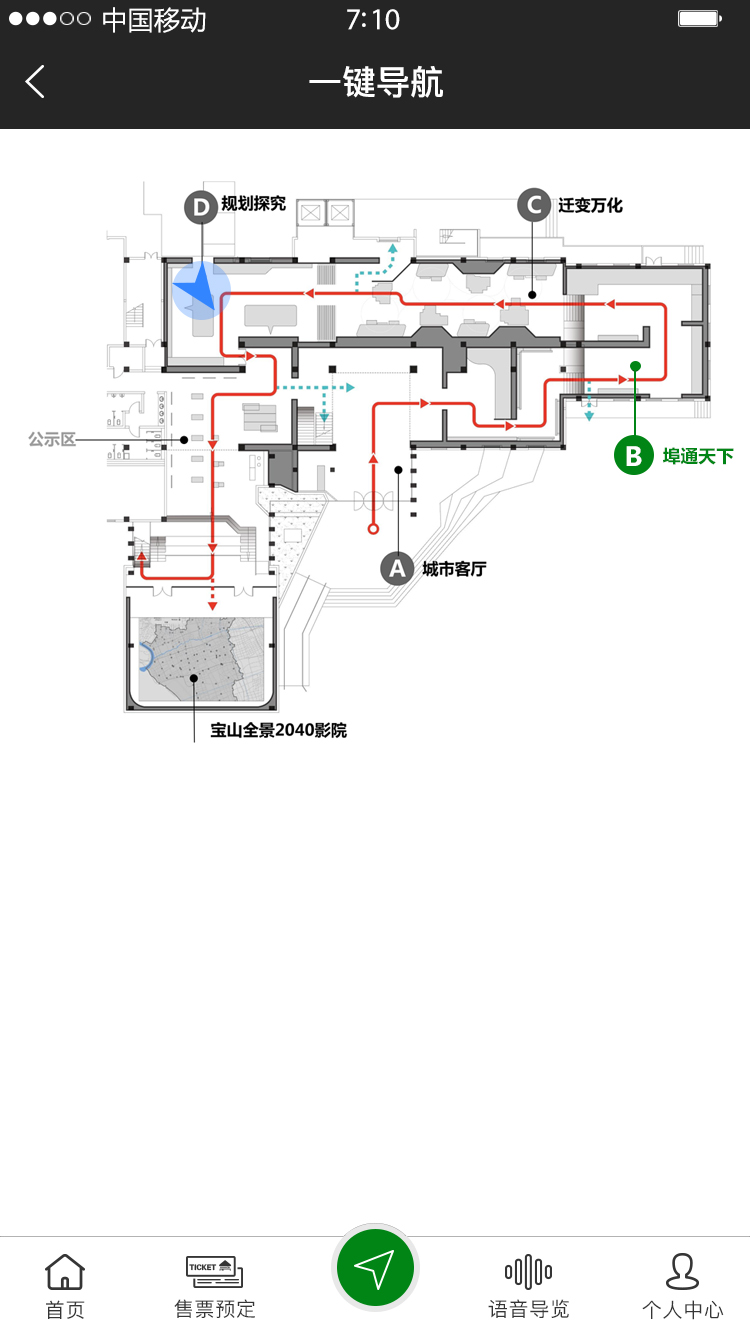 中国移动
7:10
一键导航
D 规划探究
C 迁变万化
公示区
B 埠通天下
A 城市客厅
宝山全景2040影院
TICKET
首页
售票预定
语音导览
个人中心